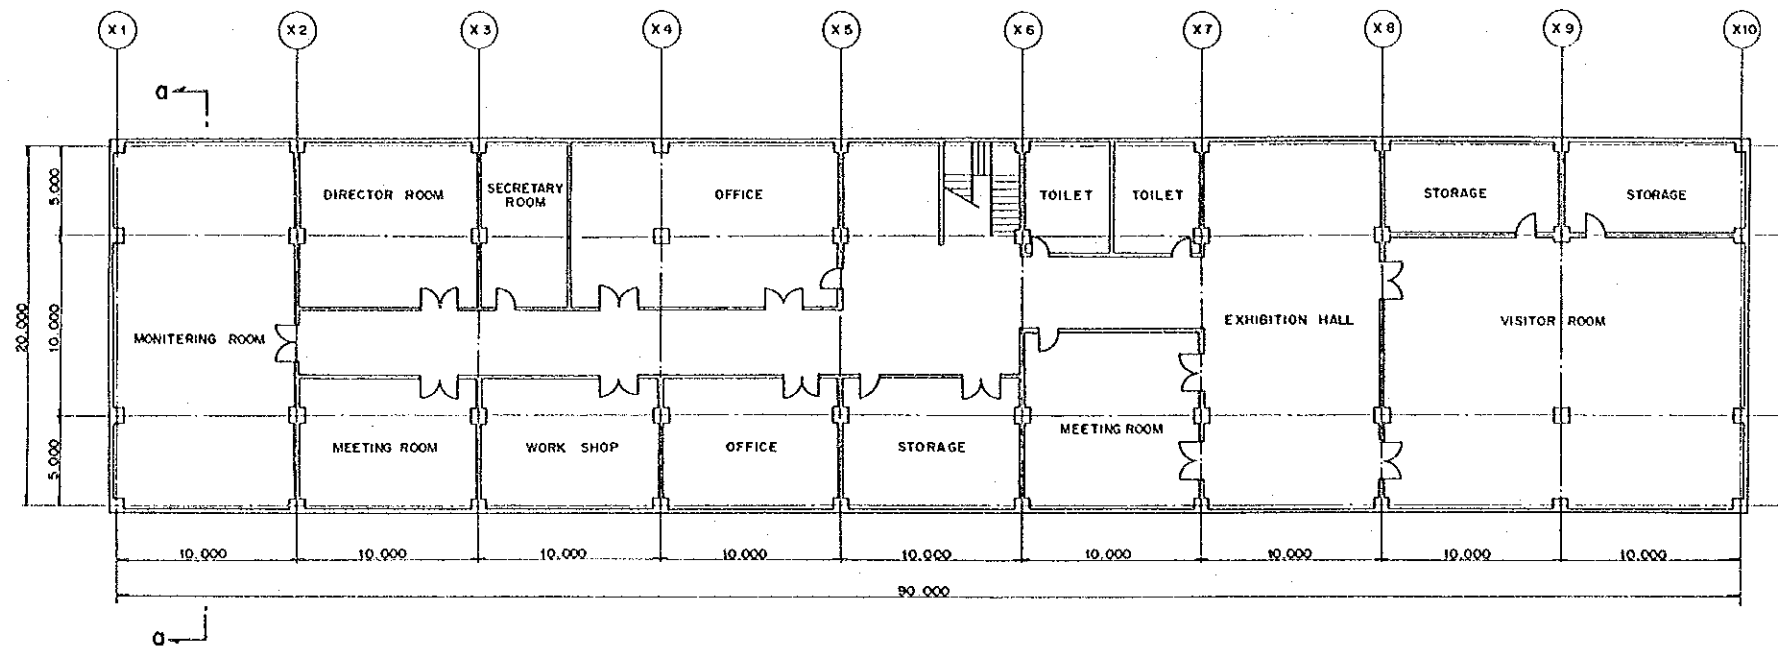 X1 X2 X3 X4 X5 X6 X7 X8 X9 X10
a
DIRECTOR ROOM
SECRETARY
ROOM
OFFICE
TOILET
TOILET
STORAGE
STORAGE
5.000
10.000
5.000
20.000
MONITERING ROOM
EXHIBITION HALL
VISITOR ROOM
MEETING ROOM
WORK SHOP
OFFICE
STORAGE
MEETING ROOM
10.000 10.000 10.000 10.000 10.000 10.000 10.000 10.000 10.000
90.000
a